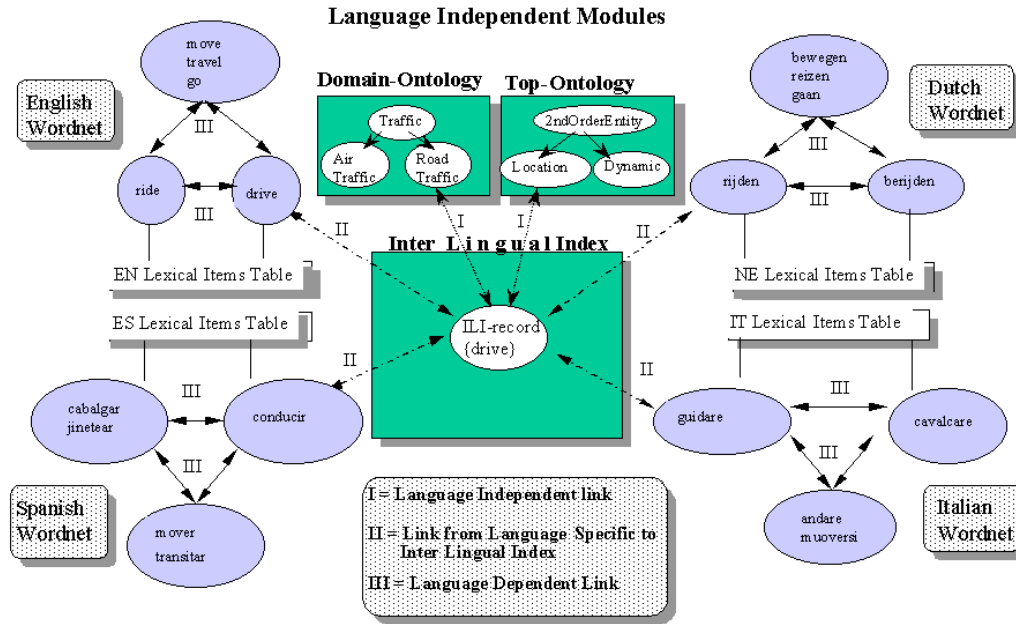 Language Independent Modules
move
travel
go
English
Wordnet
III
ride
drive
III
Domain-Ontology
Traffic
Air
Traffic
Road
Traffic
Top-Ontology
2ndOrderEntity
Location
Dynamic
bewegen
reizen
gaan
Dutch
Wordnet
III
rijden
berijden
III
I
I
II
II
EN Lexical Items Table
Inter Lingual Index
NE Lexical Items Table
ES Lexical Items Table
ILI-record
{drive}
IT Lexical Items Table
II
II
cabalgar
jinetear
III
conducir
III
mover
transitar
Spanish
Wordnet
guidare
III
cavalcare
III
andare
muoversi
Italian
Wordnet
I = Language Independent link
II = Link from Language Specific to
Inter Lingual Index
III = Language Dependent Link